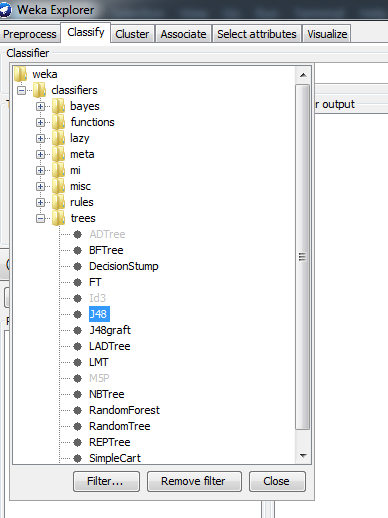 Weka Explorer
Preprocess Classify Cluster Associate Select attributes Visualize
Classifier
weka
classifiers
bayes
functions
lazy
meta
mi
misc
rules
trees
ADTree
BFTree
DecisionStump
FT
Id3
J48
J48graft
LADTree
LMT
M5P
NBTree
RandomForest
RandomTree
REPTree
SimpleCart
output
Filter... Remove filter Close